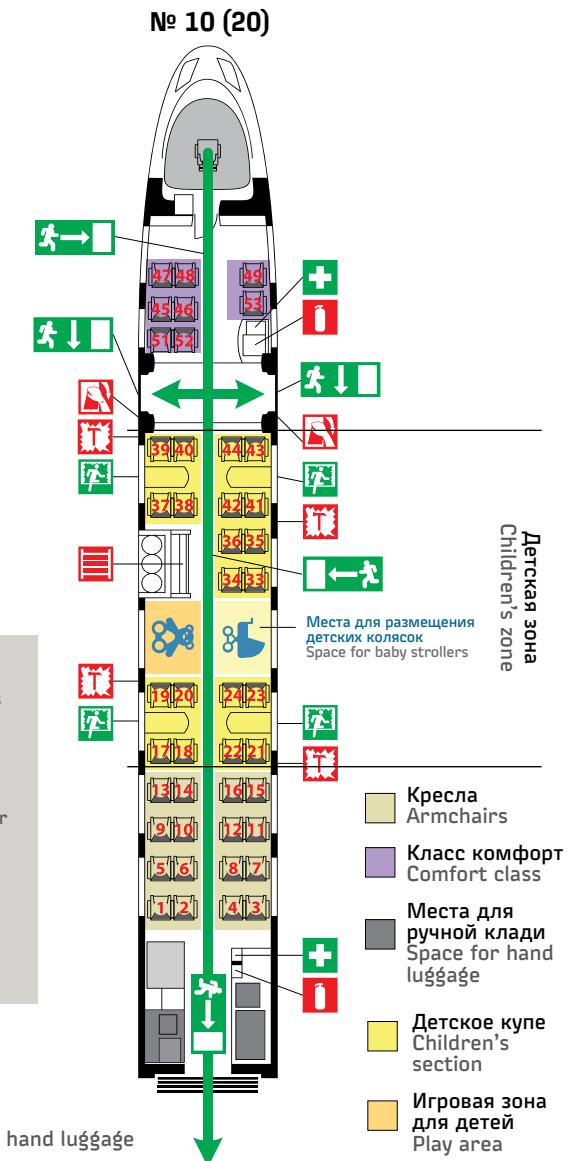 № 10 (20)
47 48 49
45 46 53
51 52
39 40 44 43
37 38 42 41
36 35
34 33
T
T
T
T
Детская зона
Children's zone
Места для размещения
детских колясок
Space for baby strollers
19 20 24 23
17 18 22 21
13 14 16 15
9 10 12 11
5 6 8 7
1 2 4 3
Кресла
Armchairs
Класс комфорт
Comfort class
Места для
ручной клади
Space for hand
luggage
Детское купе
Children's
section
Игровая зона
для детей
Play area
hand luggage